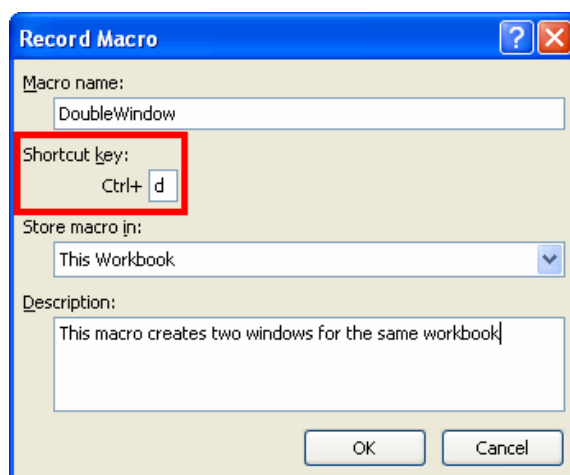 Record Macro
Macro name:
DoubleWindow
Shortcut key:
Ctrl+ d
Store macro in:
This Workbook
Description:
This macro creates two windows for the same workbook
OK Cancel